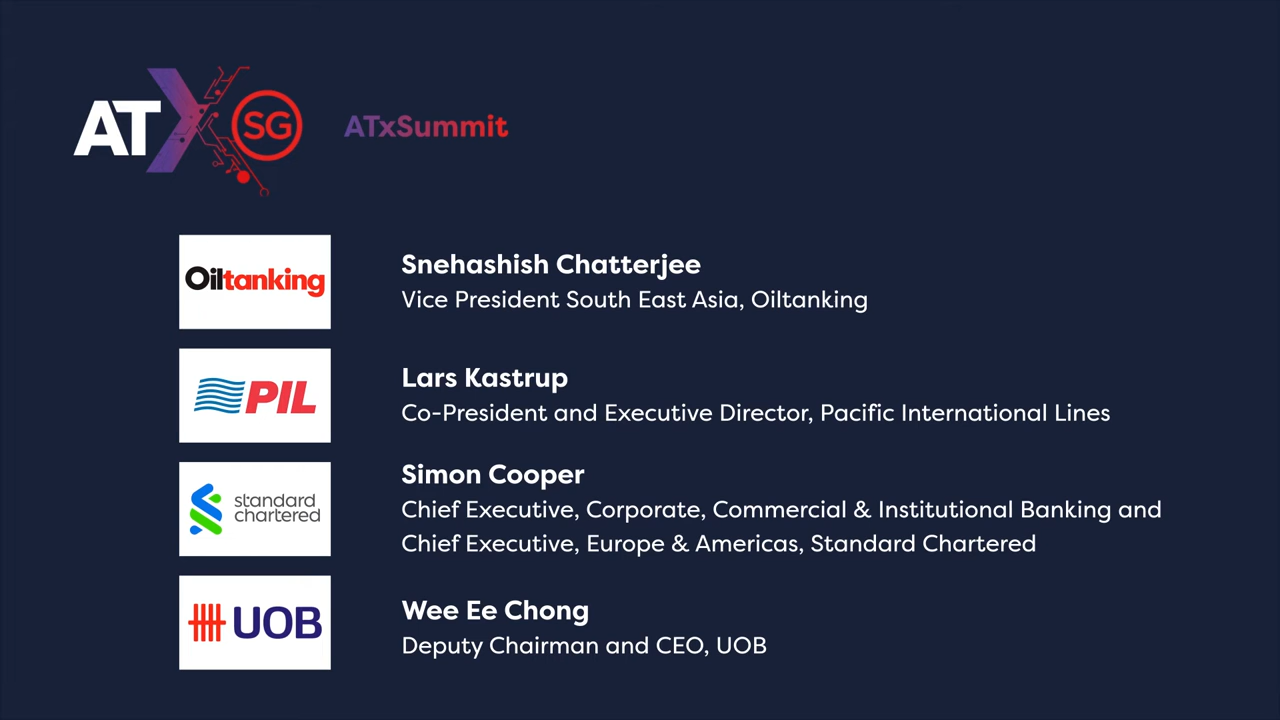 ATX SG
ATxSummit
Oiltanking
Snehashish Chatterjee
Vice President South East Asia, Oiltanking
PIL
Lars Kastrup
Co-President and Executive Director, Pacific International Lines
standard
chartered
Simon Cooper
Chief Executive, Corporate, Commercial & Institutional Banking and
Chief Executive, Europe & Americas, Standard Chartered
UOB
Wee Ee Chong
Deputy Chairman and CEO, UOB